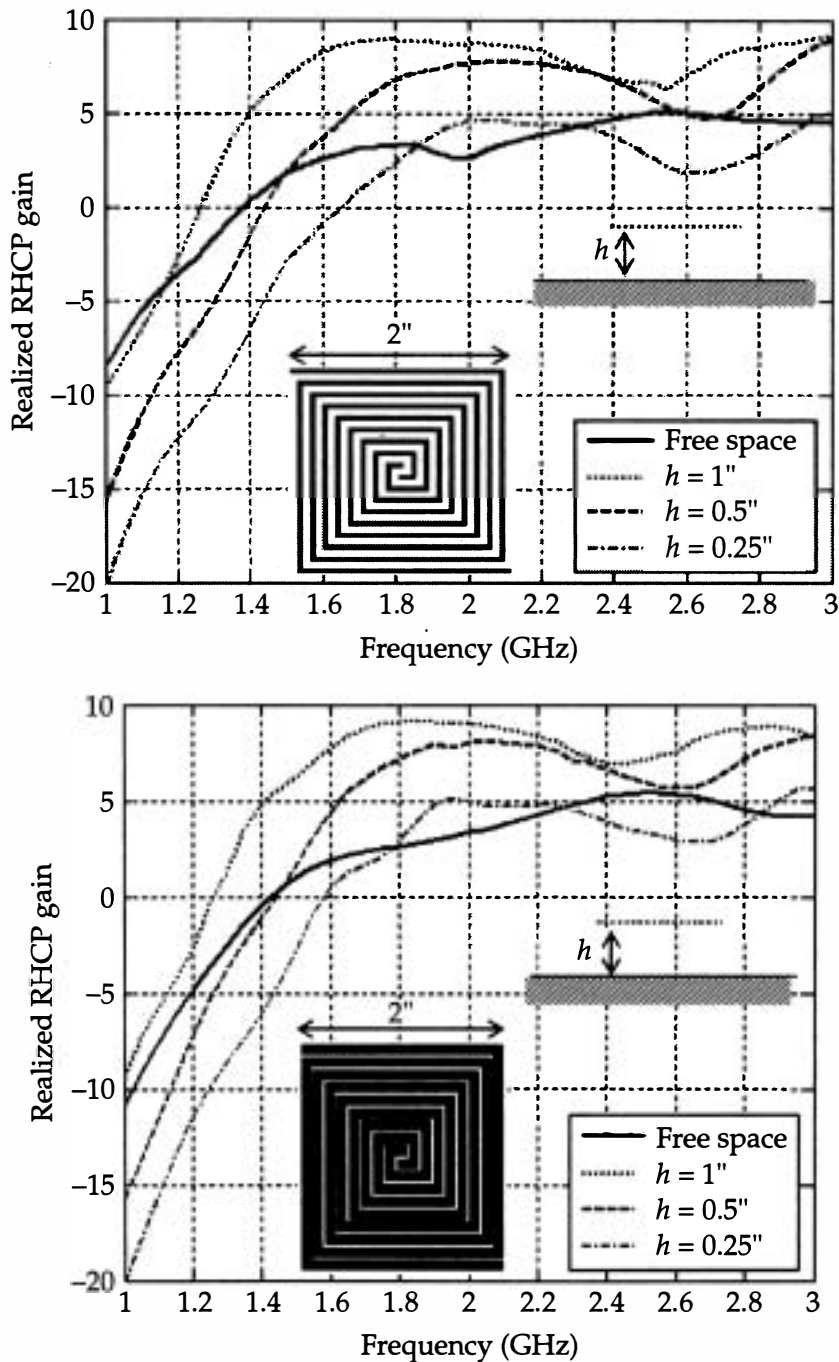 10
5
0
−5
−10
−15
−20
Realized RHCP gain
h
2"
Free space
h = 1"
h = 0.5"
h = 0.25"
1 1.2 1.4 1.6 1.8 2 2.2 2.4 2.6 2.8 3
Frequency (GHz)
10
5
0
−5
−10
−15
−20
Realized RHCP gain
h
2"
Free space
h = 1"
h = 0.5"
h = 0.25"
1 1.2 1.4 1.6 1.8 2 2.2 2.4 2.6 2.8 3
Frequency (GHz)